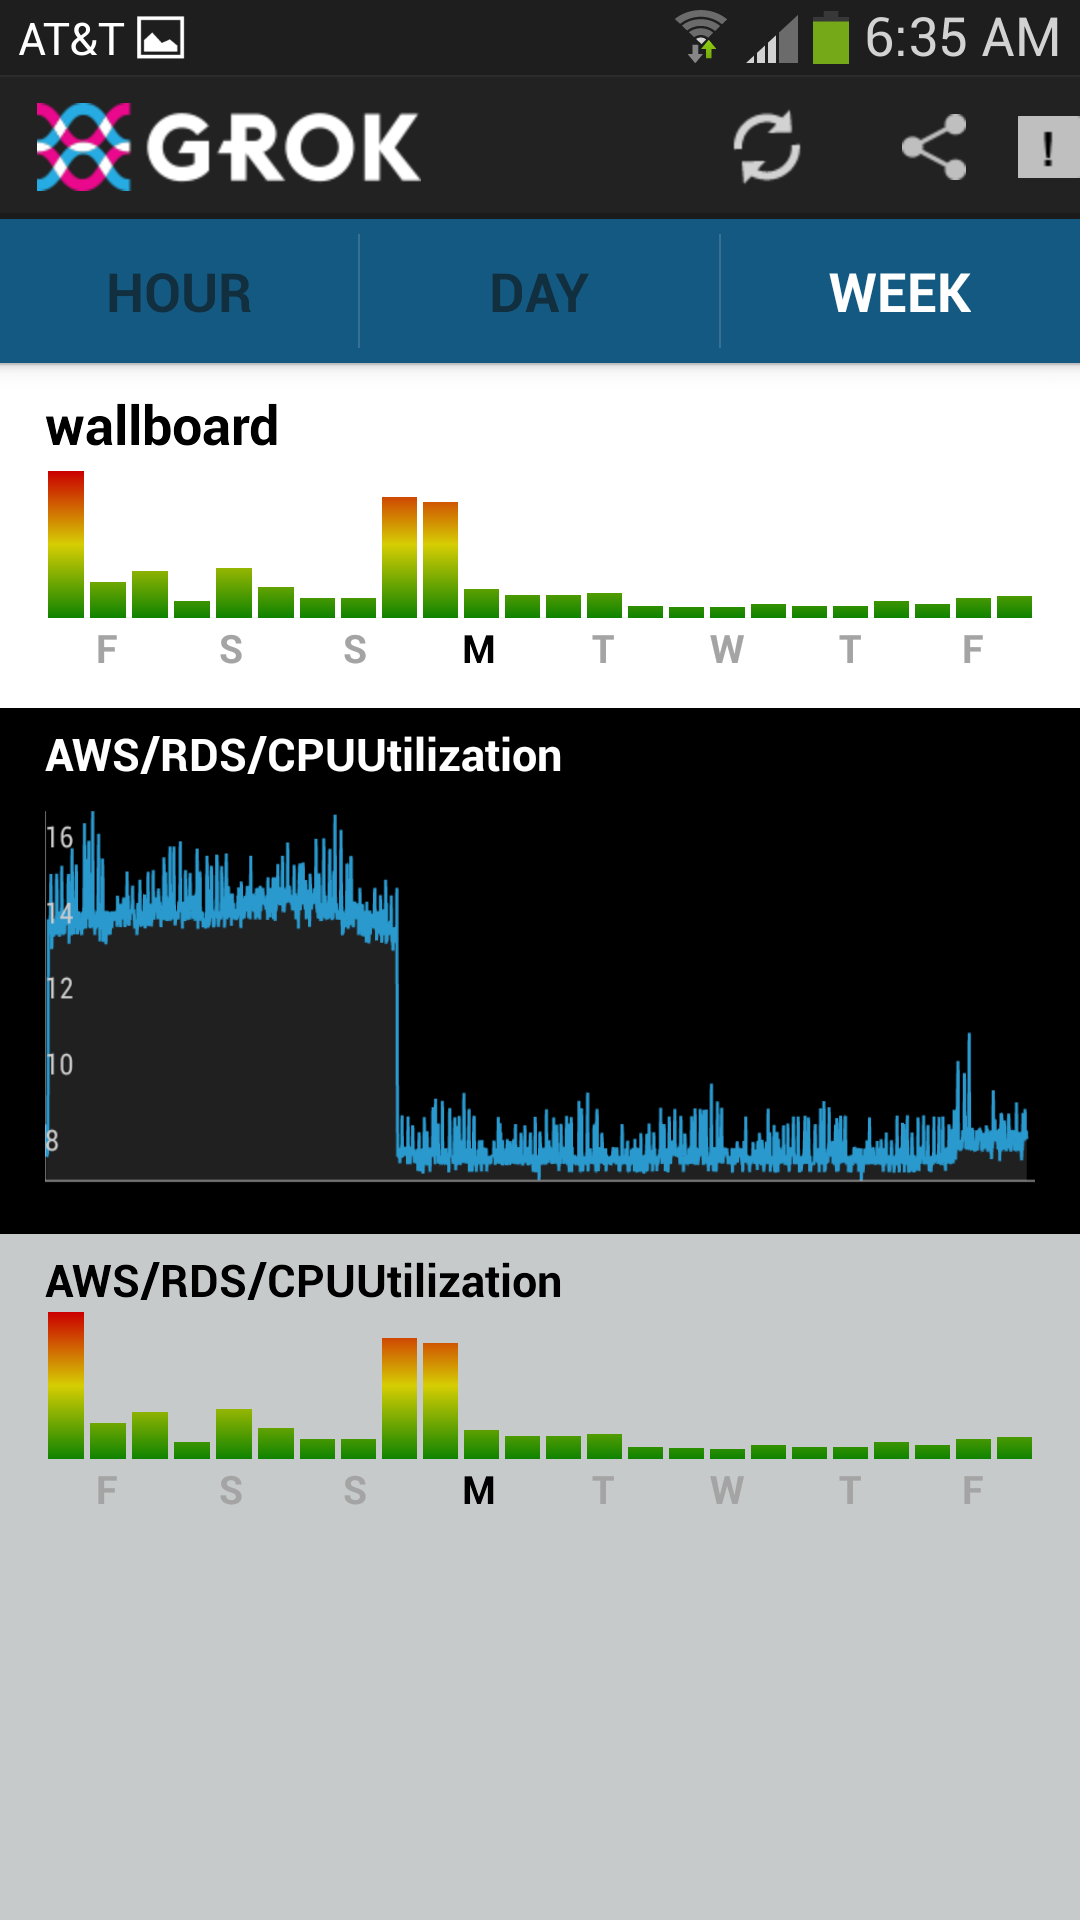 AT&T 6:35 AM
GROK !
HOUR DAY WEEK
wallboard
F S S M T W T F
AWS/RDS/CPUUtilization
16
14
12
10
8
AWS/RDS/CPUUtilization
F S S M T W T F